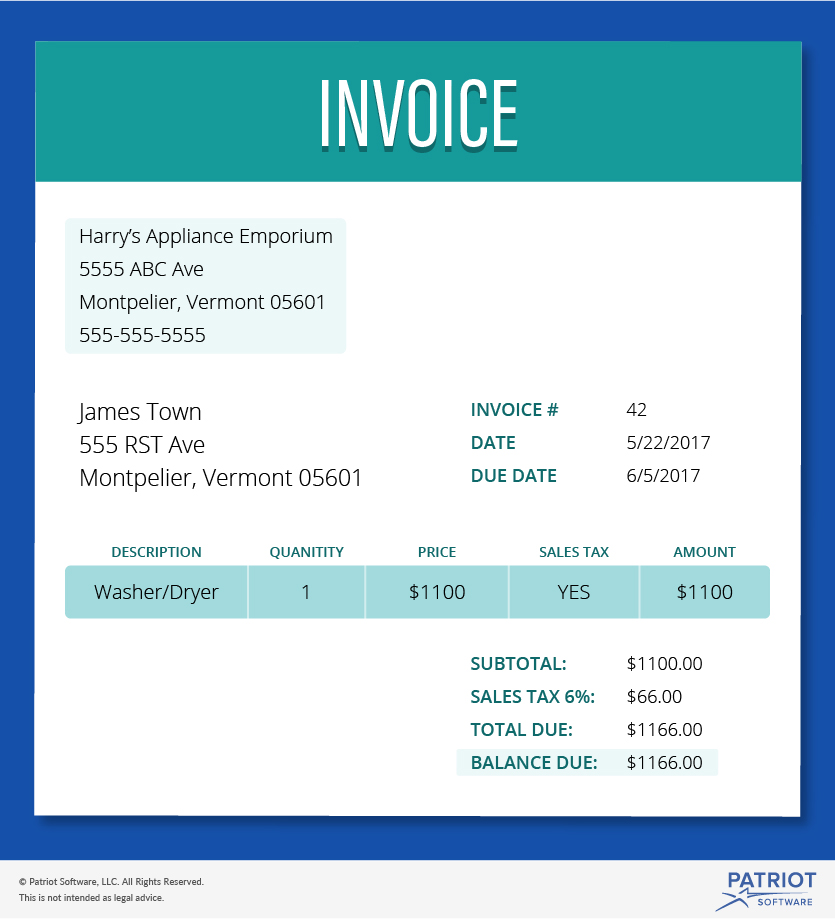 INVOICE
Harry’s Appliance Emporium
5555 ABC Ave
Montpelier, Vermont 05601
555-555-5555
James Town
555 RST Ave
Montpelier, Vermont 05601
INVOICE # 42
DATE 5/22/2017
DUE DATE 6/5/2017
DESCRIPTION QUANITITY PRICE SALES TAX AMOUNT
Washer/Dryer 1 $1100 YES $1100
SUBTOTAL: $1100.00
SALES TAX 6%: $66.00
TOTAL DUE: $1166.00
BALANCE DUE: $1166.00
© Patriot Software, LLC. All Rights Reserved.
This is not intended as legal advice.
PATRIOT
SOFTWARE